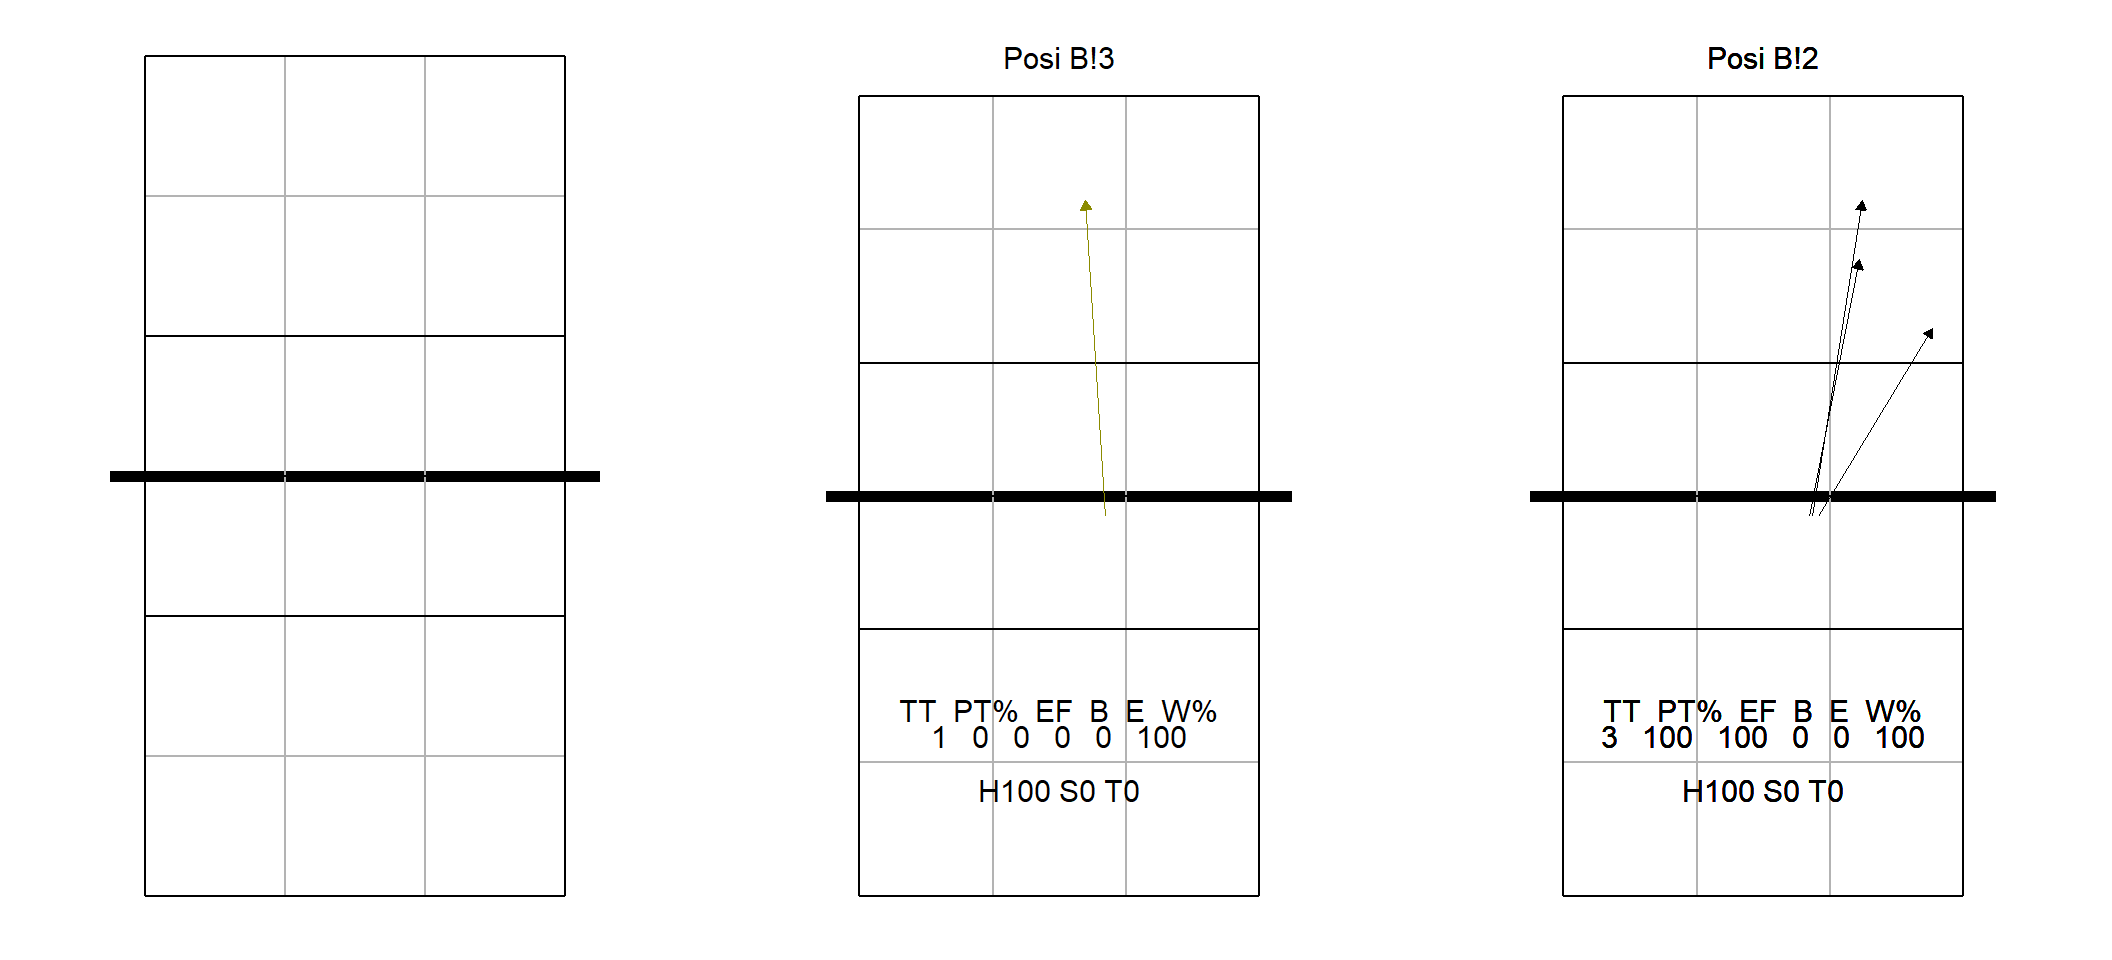 Posi B!3
TT PT% EF B E W%
1 0 0 0 0 100
H100 S0 T0
Posi B!2
TT PT% EF B E W%
3 100 100 0 0 100
H100 S0 T0